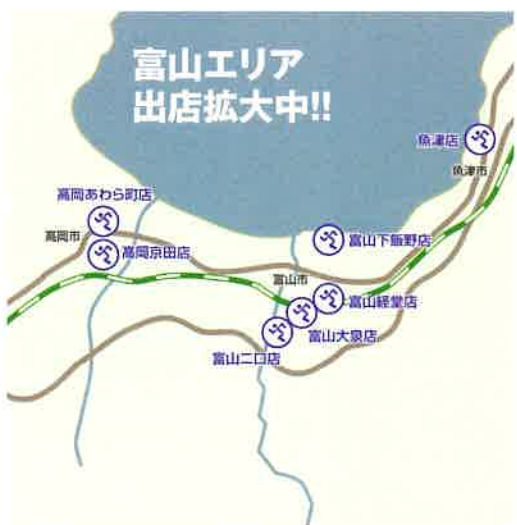 富山エリア
出店拡大中!!
魚津店
魚津市
高岡あわら町店
高岡市
高岡京田店
富山下飯野店
富山市
富山経堂店
富山大泉店
富山二口店